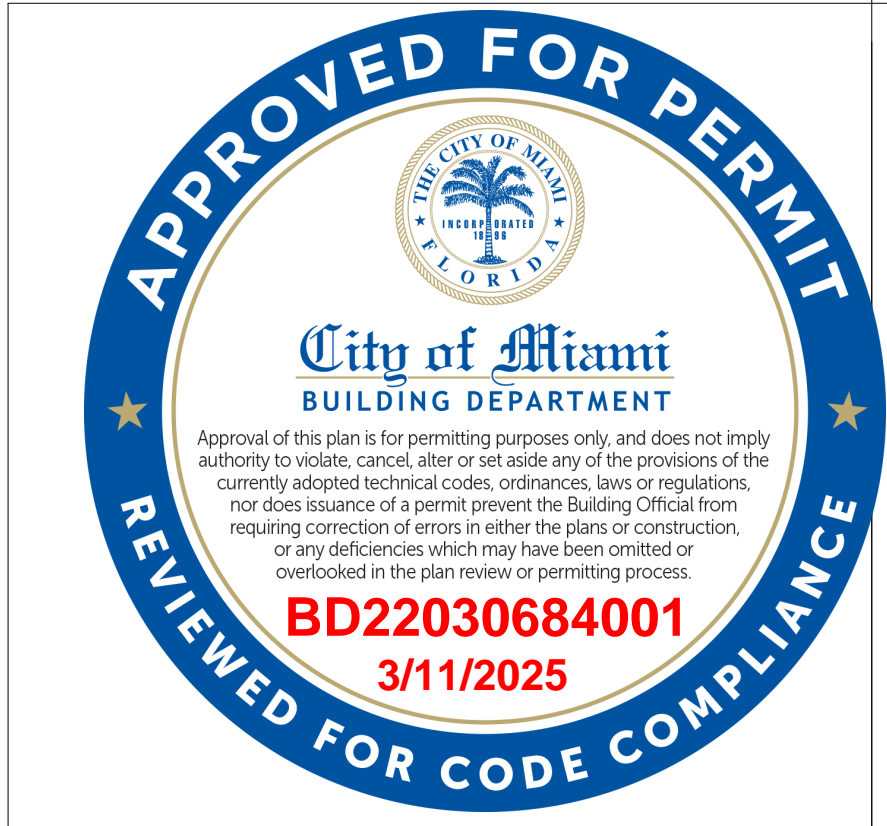 APPROVED FOR PERMIT
THE CITY OF MIAMI
INCORPORATED
1896
FLORIDA
City of Miami
BUILDING DEPARTMENT
Approval of this plan is for permitting purposes only, and does not imply
authority to violate, cancel, alter or set aside any of the provisions of the
currently adopted technical codes, ordinances, laws or regulations,
nor does issuance of a permit prevent the Building Official from
requiring correction of errors in either the plans or construction,
or any deficiencies which may have been omitted or
overlooked in the plan review or permitting process.
BD22030684001
3/11/2025
REVIEWED FOR CODE COMPLIANCE